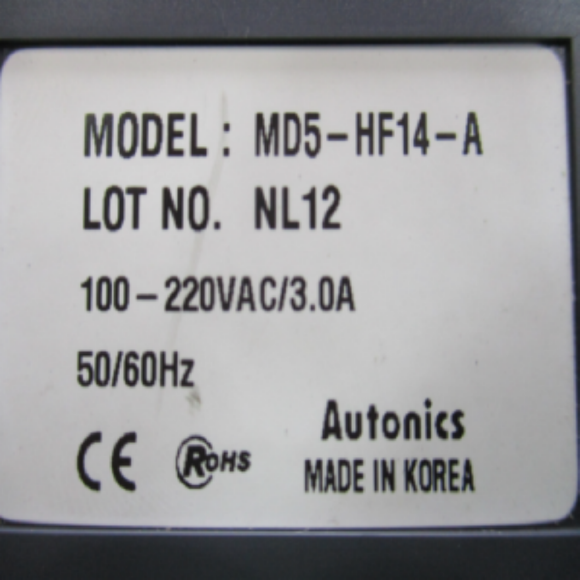 MODEL : MD5-HF14-A
LOT NO. NL12
100-220VAC/3.0A
50/60Hz
Autonics
CE RoHS MADE IN KOREA